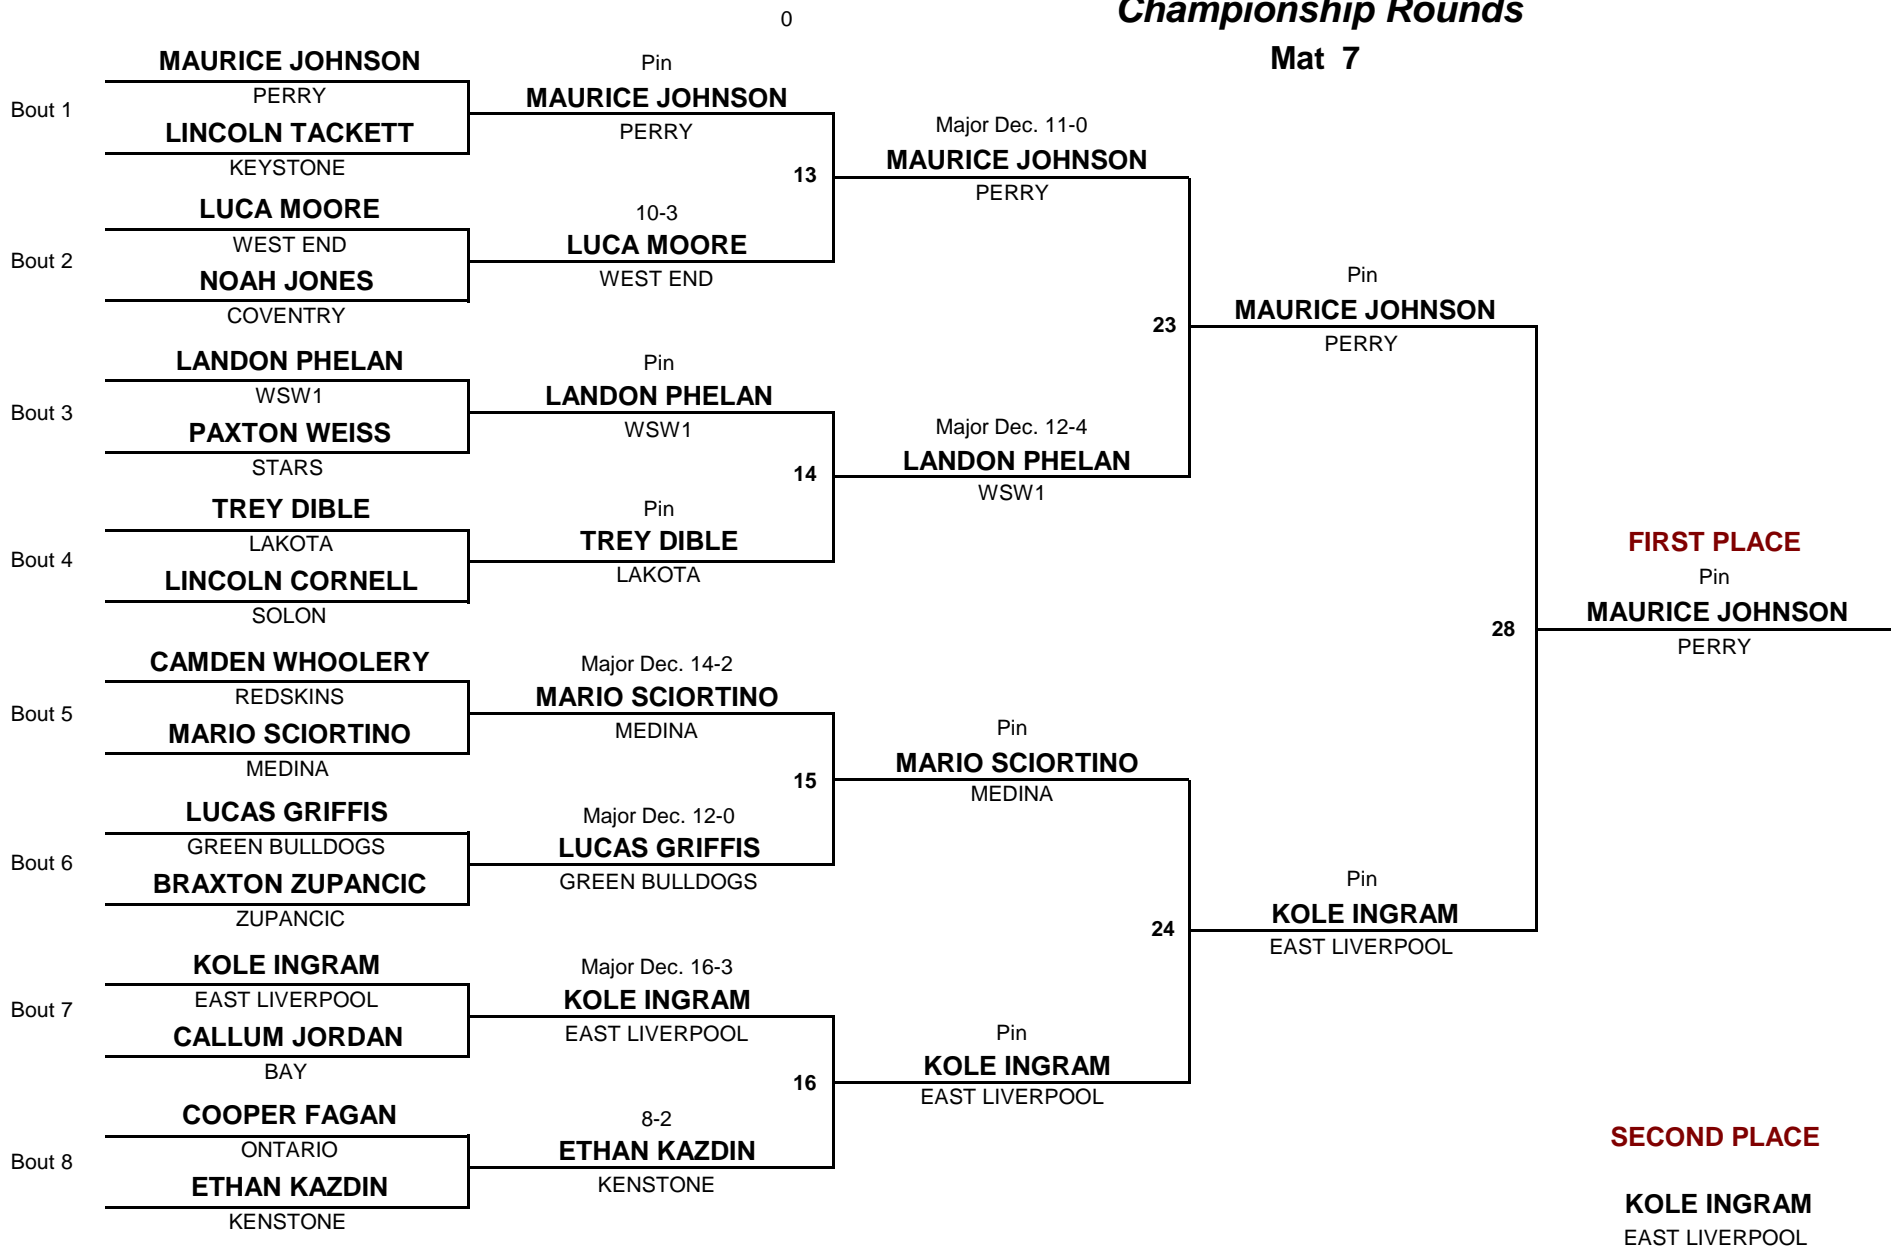 0
Championship Rounds
Mat 7
Bout 1
MAURICE JOHNSON
PERRY
LINCOLN TACKETT
KEYSTONE
Bout 2
LUCA MOORE
WEST END
NOAH JONES
COVENTRY
Bout 3
LANDON PHELAN
WSW1
PAXTON WEISS
STARS
Bout 4
TREY DIBLE
LAKOTA
LINCOLN CORNELL
SOLON
Bout 5
CAMDEN WHOOLERY
REDSKINS
MARIO SCIORTINO
MEDINA
Bout 6
LUCAS GRIFFIS
GREEN BULLDOGS
BRAXTON ZUPANCIC
ZUPANCIC
Bout 7
KOLE INGRAM
EAST LIVERPOOL
CALLUM JORDAN
BAY
Bout 8
COOPER FAGAN
ONTARIO
ETHAN KAZDIN
KENSTONE
Pin
MAURICE JOHNSON
PERRY
13
10-3
LUCA MOORE
WEST END
Pin
LANDON PHELAN
WSW1
14
Pin
TREY DIBLE
LAKOTA
Major Dec. 14-2
MARIO SCIORTINO
MEDINA
15
Major Dec. 12-0
LUCAS GRIFFIS
GREEN BULLDOGS
Major Dec. 16-3
KOLE INGRAM
EAST LIVERPOOL
16
8-2
ETHAN KAZDIN
KENSTONE
Major Dec. 11-0
MAURICE JOHNSON
PERRY
23
Major Dec. 12-4
LANDON PHELAN
WSW1
Pin
MARIO SCIORTINO
MEDINA
24
Pin
KOLE INGRAM
EAST LIVERPOOL
Pin
MAURICE JOHNSON
PERRY
28
Pin
KOLE INGRAM
EAST LIVERPOOL
FIRST PLACE
Pin
MAURICE JOHNSON
PERRY
SECOND PLACE
KOLE INGRAM
EAST LIVERPOOL